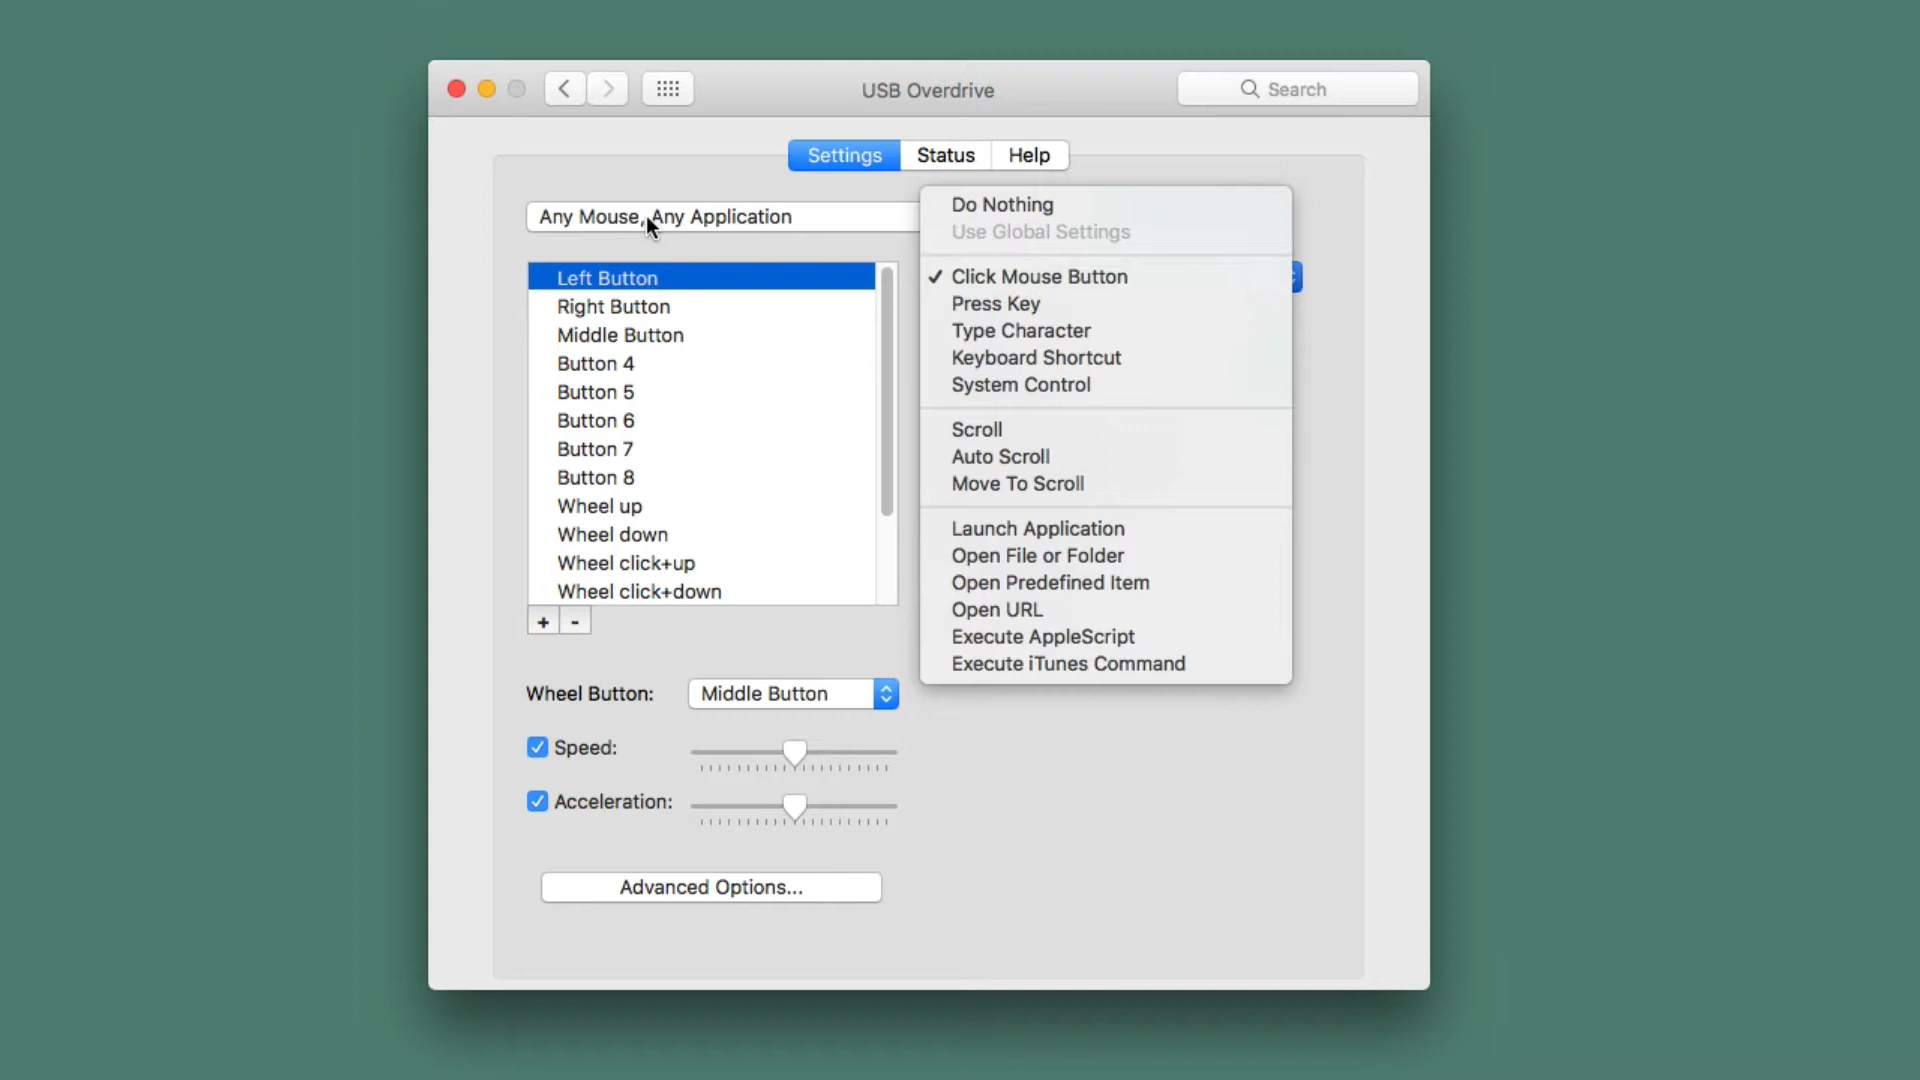 USB Overdrive
Search
Settings
Status
Help
Any Mouse, Any Application
Left Button
Right Button
Middle Button
Button 4
Button 5
Button 6
Button 7
Button 8
Wheel up
Wheel down
Wheel click+up
Wheel click+down
+
-
Do Nothing
Use Global Settings
✓ Click Mouse Button
Press Key
Type Character
Keyboard Shortcut
System Control
Scroll
Auto Scroll
Move To Scroll
Launch Application
Open File or Folder
Open Predefined Item
Open URL
Execute AppleScript
Execute iTunes Command
Wheel Button: Middle Button
Speed:
Acceleration:
Advanced Options...